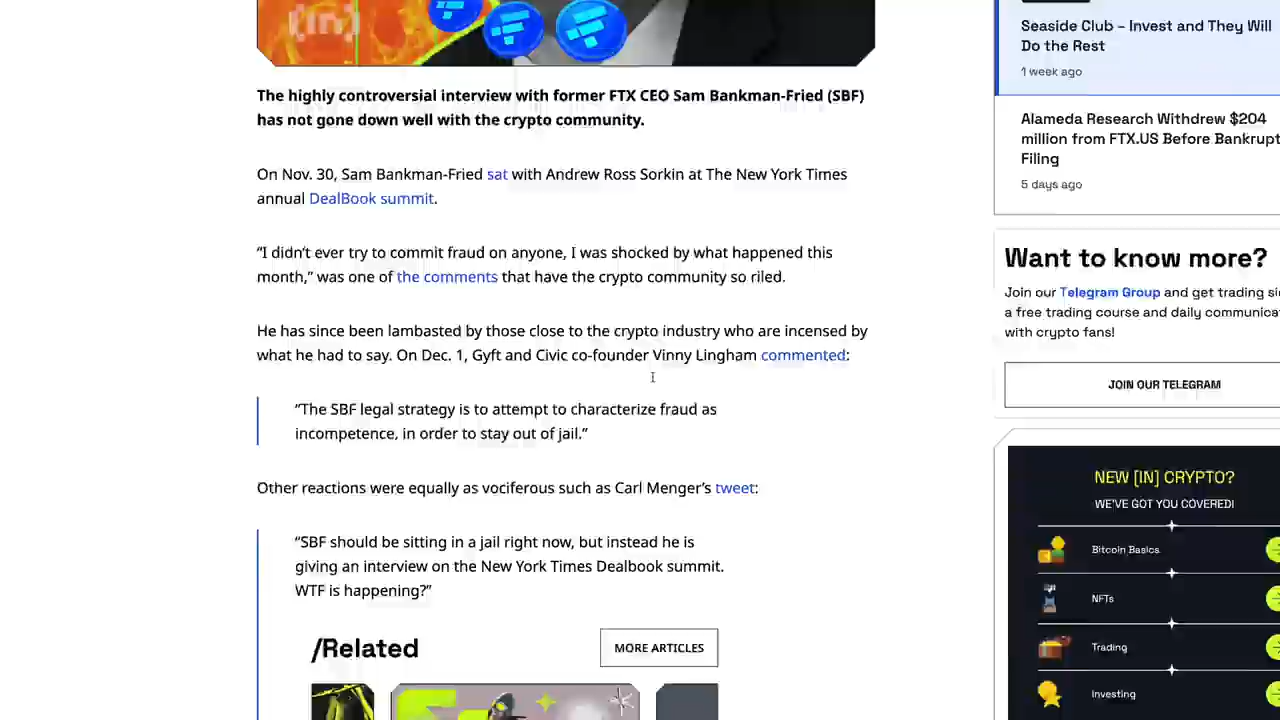 [in]
The highly controversial interview with former FTX CEO Sam Bankman-Fried (SBF)
has not gone down well with the crypto community.
On Nov. 30, Sam Bankman-Fried sat with Andrew Ross Sorkin at The New York Times
annual DealBook summit.
“I didn’t ever try to commit fraud on anyone, I was shocked by what happened this
month,” was one of the comments that have the crypto community so riled.
He has since been lambasted by those close to the crypto industry who are incensed by
what he had to say. On Dec. 1, Gyft and Civic co-founder Vinny Lingham commented:
“The SBF legal strategy is to attempt to characterize fraud as
incompetence, in order to stay out of jail.”
Other reactions were equally as vociferous such as Carl Menger’s tweet:
“SBF should be sitting in a jail right now, but instead he is
giving an interview on the New York Times Dealbook summit.
WTF is happening?”
/Related
MORE ARTICLES
Seaside Club – Invest and They Will
Do the Rest
1 week ago
Alameda Research Withdrew $204
million from FTX.US Before Bankrupt
Filing
5 days ago
Want to know more?
Join our Telegram Group and get trading si
a free trading course and daily communica
with crypto fans!
JOIN OUR TELEGRAM
NEW [IN] CRYPTO?
WE'VE GOT YOU COVERED!
Bitcoin Basics
NFTs
Trading
Investing